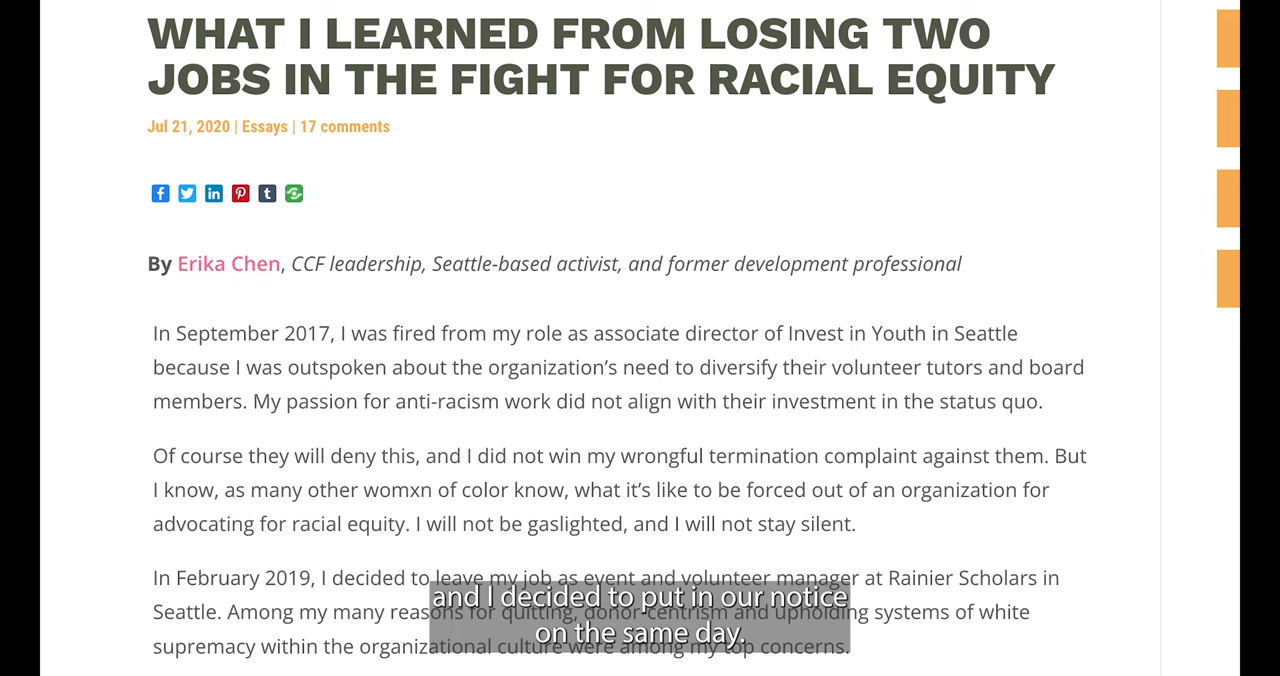 WHAT I LEARNED FROM LOSING TWO
JOBS IN THE FIGHT FOR RACIAL EQUITY
Jul 21, 2020 | Essays | 17 comments
By Erika Chen, CCF leadership, Seattle-based activist, and former development professional
In September 2017, I was fired from my role as associate director of Invest in Youth in Seattle
because I was outspoken about the organization’s need to diversify their volunteer tutors and board
members. My passion for anti-racism work did not align with their investment in the status quo.
Of course they will deny this, and I did not win my wrongful termination complaint against them. But
I know, as many other womxn of color know, what it’s like to be forced out of an organization for
advocating for racial equity. I will not be gaslighted, and I will not stay silent.
In February 2019, I decided to leave my job as event and volunteer manager at Rainier Scholars in
Seattle. Among my many reasons for quitting, donor-centrism and upholding systems of white
supremacy within the organizational culture were among my top concerns.
and I decided to put in our notice
on the same day.